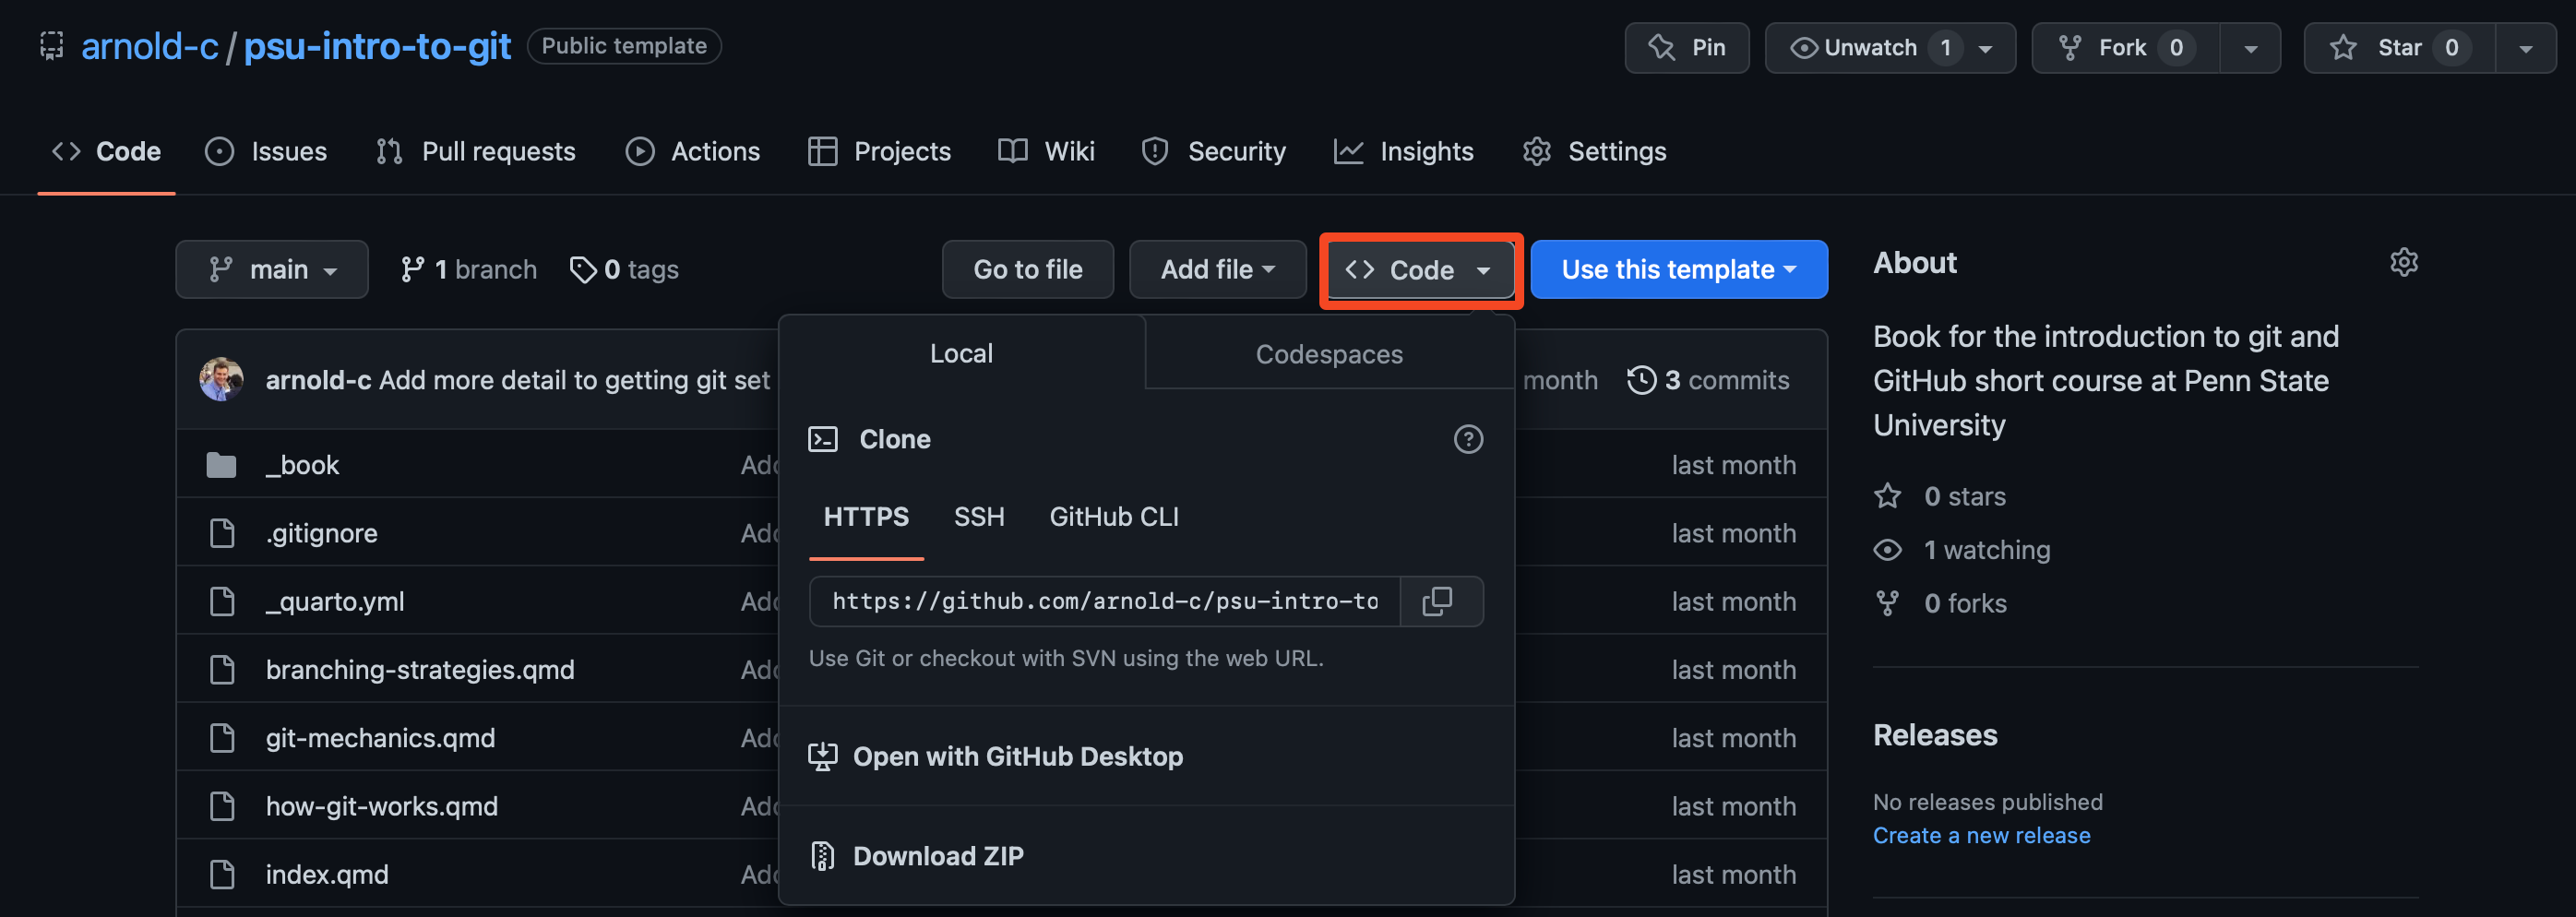 arnold-c / psu-intro-to-git Public template Pin Unwatch 1 Fork 0 Star 0
Code Issues Pull requests Actions Projects Wiki Security Insights Settings
main 1 branch 0 tags Go to file Add file Code Use this template
Local Codespaces
arnold-c Add more detail to getting git set month 3 commits
Clone
HTTPS SSH GitHub CLI
https://github.com/arnold-c/psu-intro-to
Use Git or checkout with SVN using the web URL.
Open with GitHub Desktop
Download ZIP
_book last month
.gitignore last month
_quarto.yml last month
branching-strategies.qmd last month
git-mechanics.qmd last month
how-git-works.qmd last month
index.qmd last month
About
Book for the introduction to git and
GitHub short course at Penn State
University
0 stars
1 watching
0 forks
Releases
No releases published
Create a new release